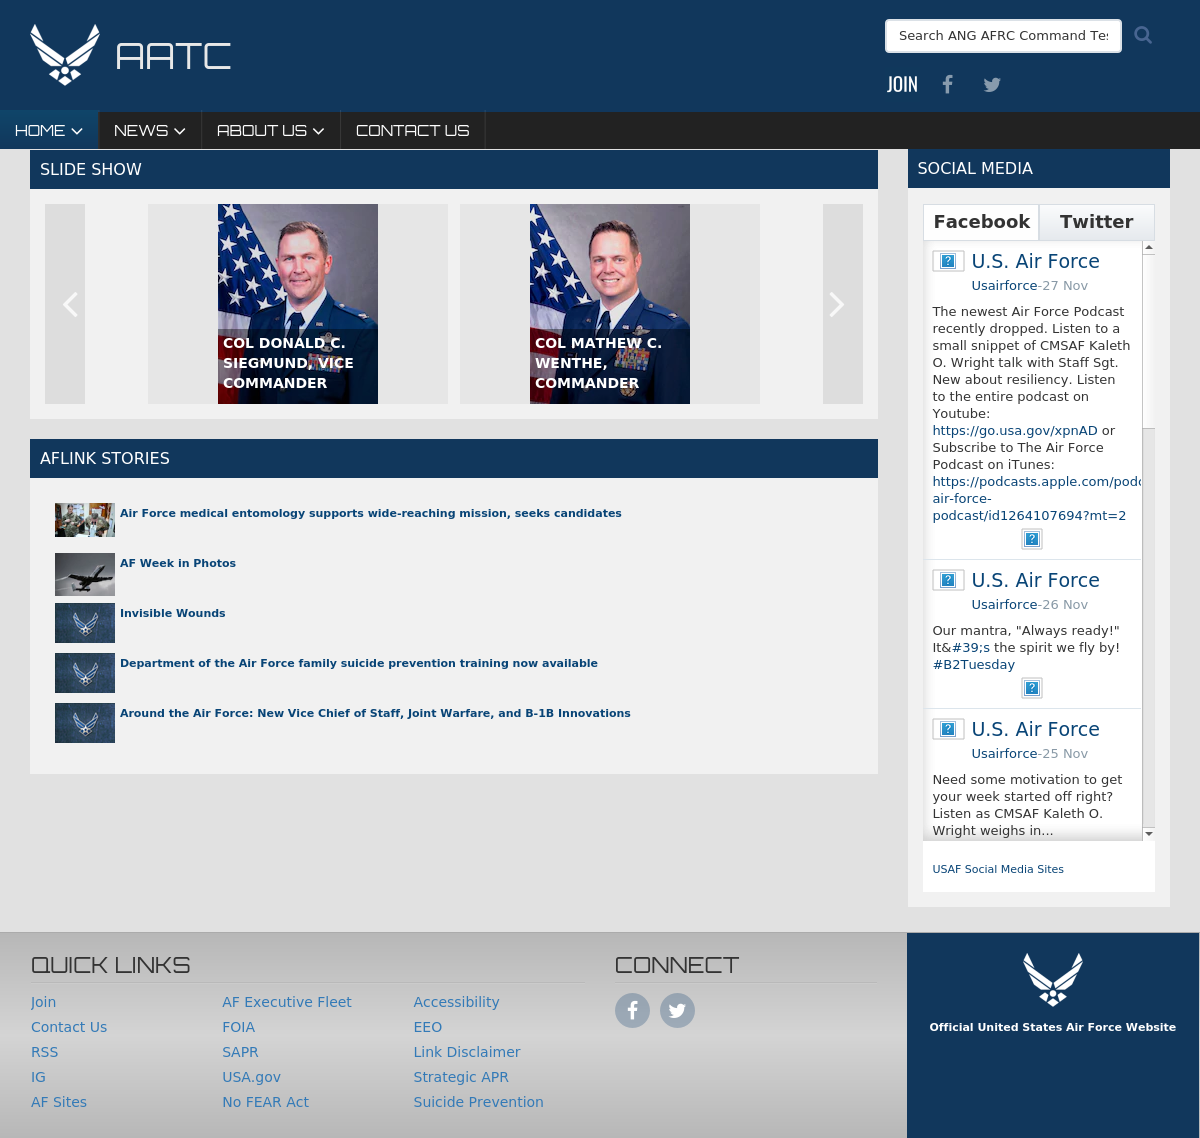 AATC
Search ANG AFRC Command Tes
JOIN
HOME
NEWS
ABOUT US
CONTACT US
SLIDE SHOW
COL DONALD C.
SIEGMUND, VICE
COMMANDER
COL MATHEW C.
WENTHE,
COMMANDER
AFLINK STORIES
Air Force medical entomology supports wide-reaching mission, seeks candidates
AF Week in Photos
Invisible Wounds
Department of the Air Force family suicide prevention training now available
Around the Air Force: New Vice Chief of Staff, Joint Warfare, and B-1B Innovations
SOCIAL MEDIA
Facebook
Twitter
U.S. Air Force
Usairforce-27 Nov
The newest Air Force Podcast
recently dropped. Listen to a
small snippet of CMSAF Kaleth
O. Wright talk with Staff Sgt.
New about resiliency. Listen
to the entire podcast on
Youtube:
https://go.usa.gov/xpnAD or
Subscribe to The Air Force
Podcast on iTunes:
https://podcasts.apple.com/podc
air-force-
podcast/id1264107694?mt=2
U.S. Air Force
Usairforce-26 Nov
Our mantra, "Always ready!"
It&#39;s the spirit we fly by!
#B2Tuesday
U.S. Air Force
Usairforce-25 Nov
Need some motivation to get
your week started off right?
Listen as CMSAF Kaleth O.
Wright weighs in...
USAF Social Media Sites
QUICK LINKS
Join
Contact Us
RSS
IG
AF Sites
AF Executive Fleet
FOIA
SAPR
USA.gov
No FEAR Act
Accessibility
EEO
Link Disclaimer
Strategic APR
Suicide Prevention
CONNECT
Official United States Air Force Website